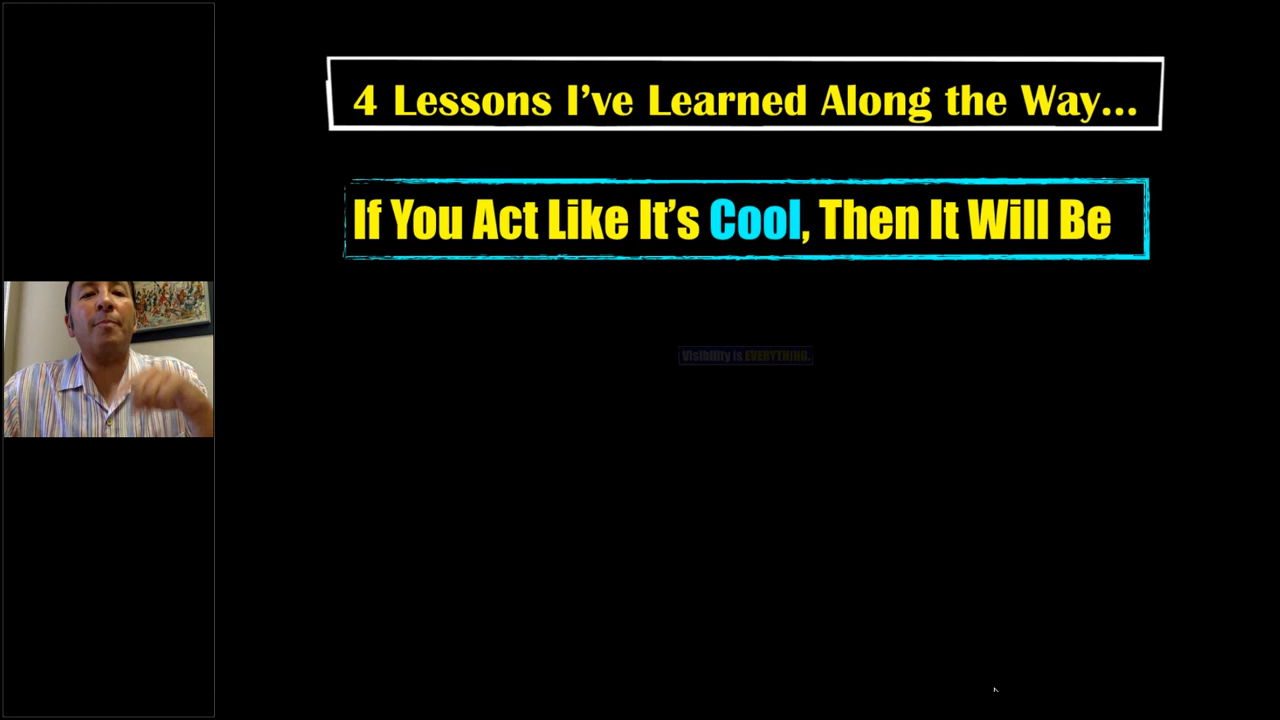 4 Lessons I've Learned Along the Way...
If You Act Like It's Cool, Then It Will Be
Visibility is EVERYTHING.